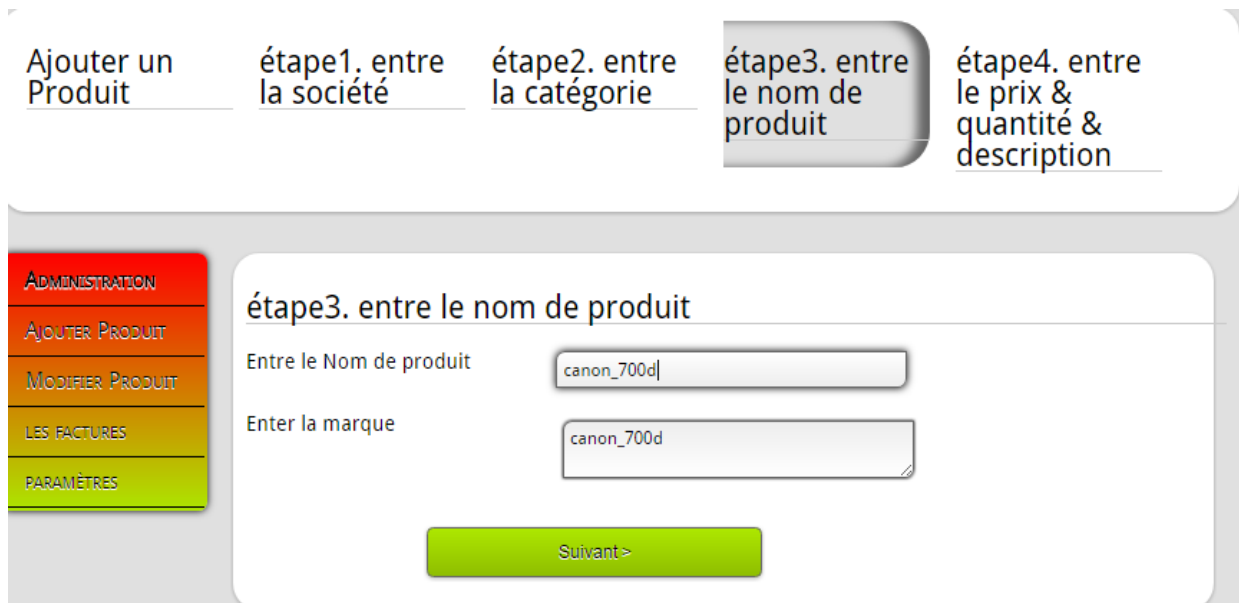 Ajouter un
Produit
étape1. entre
la société
étape2. entre
la catégorie
étape3. entre
le nom de
produit
étape4. entre
le prix &
quantité &
description
Administration
Ajouter Produit
Modifier Produit
les factures
paramètres
étape3. entre le nom de produit
Entre le Nom de produit
canon_700d
Enter la marque
canon_700d
Suivant >